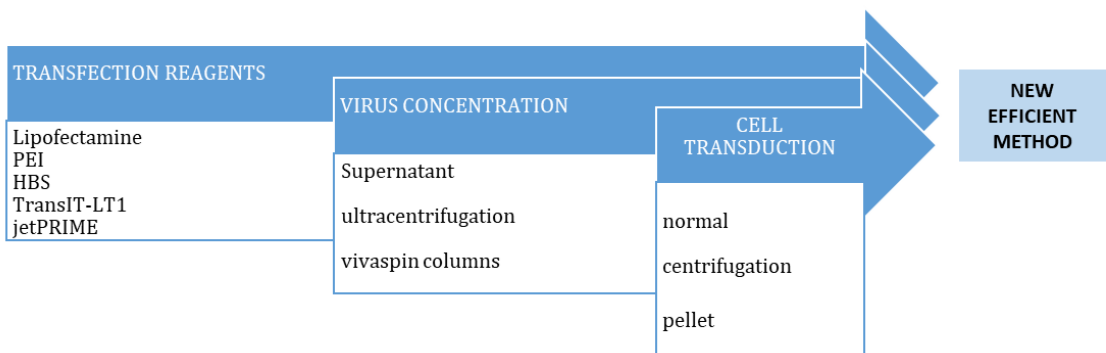 TRANSFECTION REAGENTS
Lipofectamine
PEI
HBS
TransIT-LT1
jetPRIME
VIRUS CONCENTRATION
Supernatant
ultracentrifugation
vivaspin columns
CELL
TRANSDUCTION
normal
centrifugation
pellet
NEW
EFFICIENT
METHOD